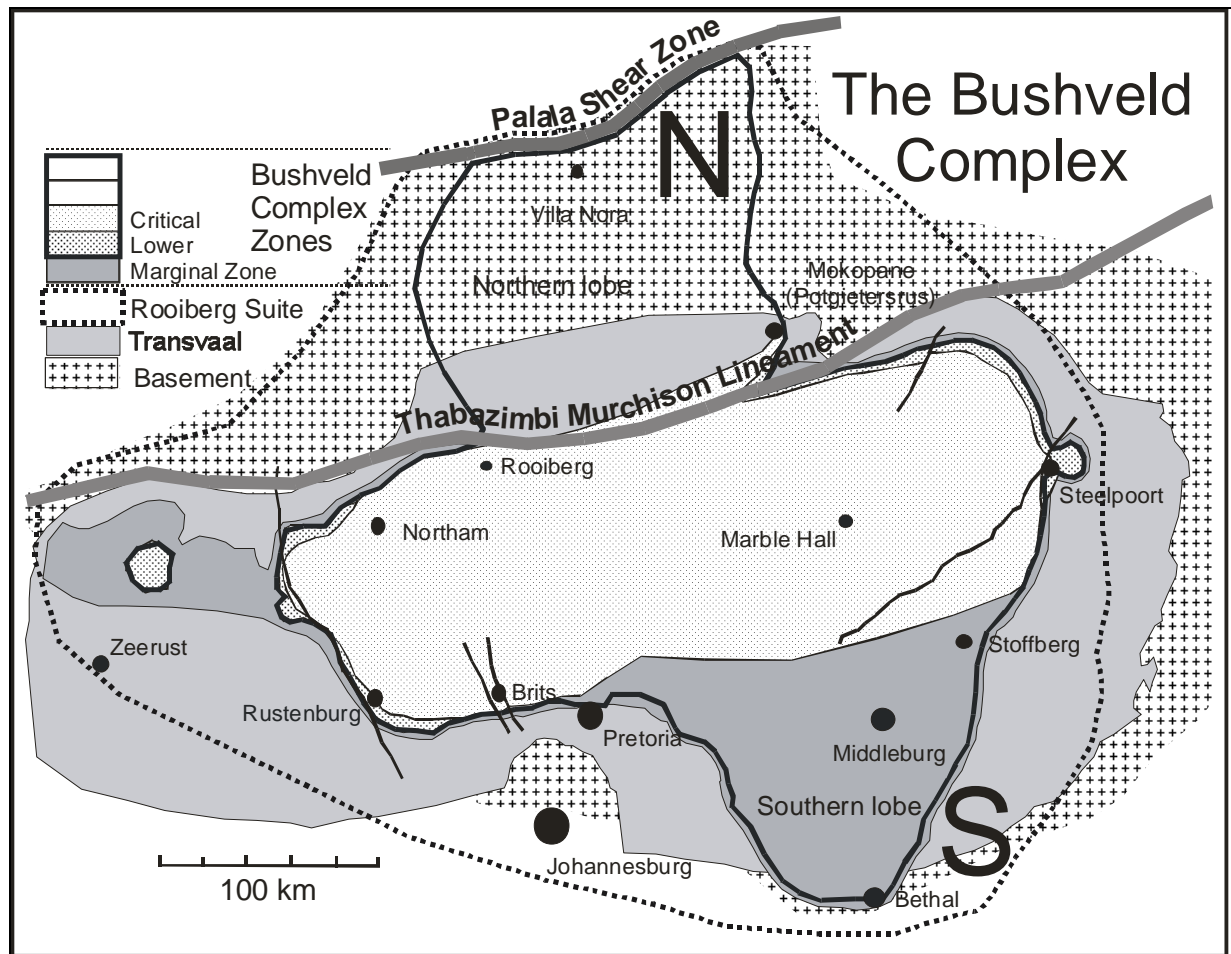 The Bushveld
Complex
Palala Shear Zone
N
Bushveld
Complex
Zones
Critical
Lower
Marginal Zone
Rooiberg Suite
Transvaal
Basement
Villa Nora
Northern lobe
Mokopane
(Potgietersrus)
Thabazimbi Murchison Lineament
Rooiberg
Steelpoort
Northam
Marble Hall
Zeerust
Stoffberg
Rustenburg
Brits
Pretoria
Middleburg
Southern lobe
S
Johannesburg
100 km
Bethal